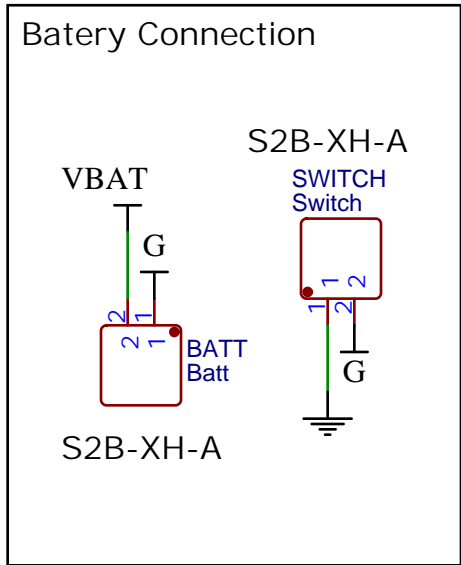 Batery Connection
S2B-XH-A
SWITCH
Switch
VBAT
G
1 2
1 2
G
2 1
2 1
BATT
Batt
S2B-XH-A